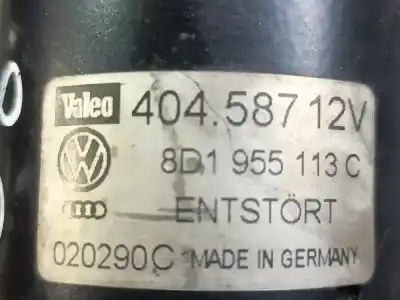 Valeo 404.587 12V
8D1 955 113 C
ENTSTÖRT
020290C MADE IN GERMANY